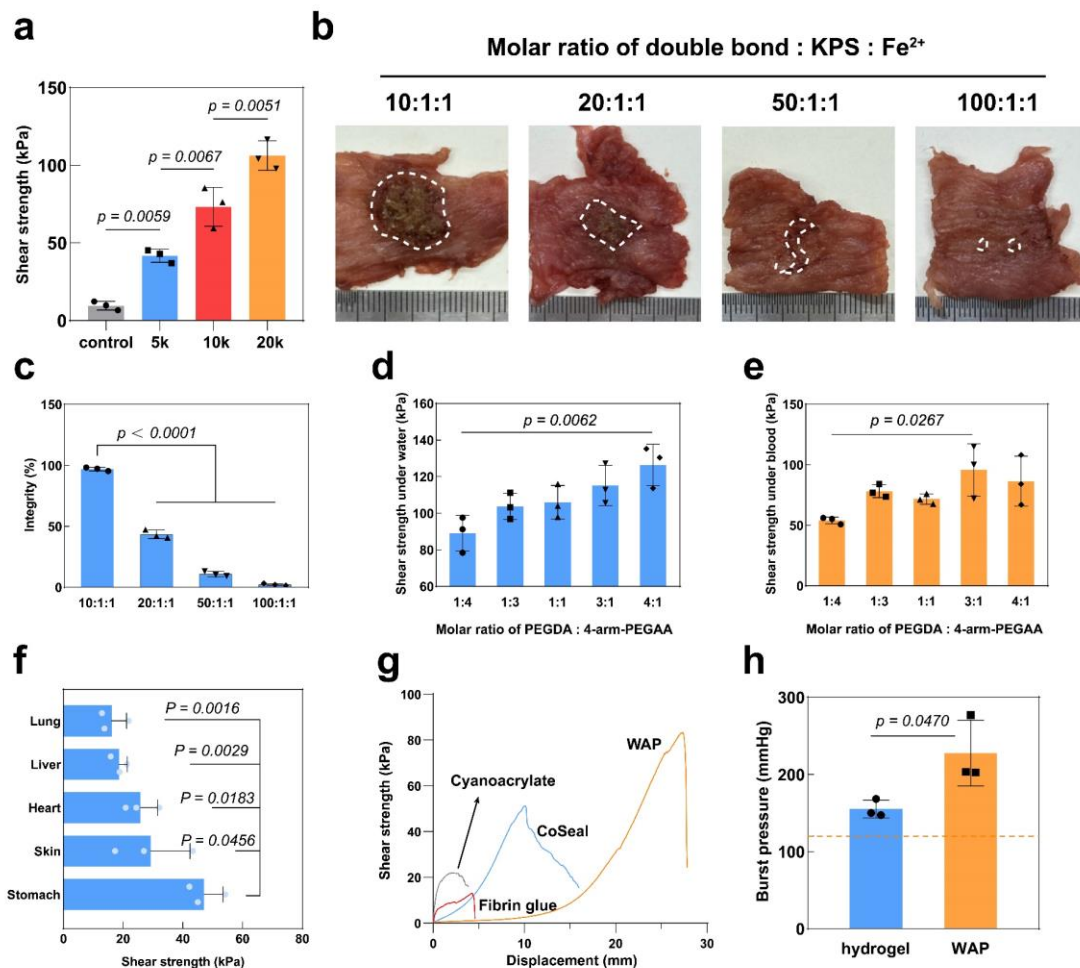 a
Shear strength (kPa)
150
100
50
0
p = 0.0059
p = 0.0067
p = 0.0051
control
5k
10k
20k
b
Molar ratio of double bond : KPS : Fe²⁺
10:1:1
20:1:1
50:1:1
100:1:1
c
Integrity (%)
150
100
50
0
p < 0.0001
10:1:1
20:1:1
50:1:1
100:1:1
d
Shear strength under water (kPa)
160
140
120
100
80
60
p = 0.0062
1:4
1:3
1:1
3:1
4:1
Molar ratio of PEGDA : 4-arm-PEGAA
e
Shear strength under blood (kPa)
150
100
50
0
p = 0.0267
1:4
1:3
1:1
3:1
4:1
Molar ratio of PEGDA : 4-arm-PEGAA
f
Lung
Liver
Heart
Skin
Stomach
P = 0.0016
P = 0.0029
P = 0.0183
P = 0.0456
0
20
40
60
80
Shear strength (kPa)
g
Shear strength (kPa)
100
80
60
40
20
0
Cyanoacrylate
WAP
CoSeal
Fibrin glue
0
10
20
30
Displacement (mm)
h
Burst pressure (mmHg)
300
200
150
100
50
0
p = 0.0470
hydrogel
WAP